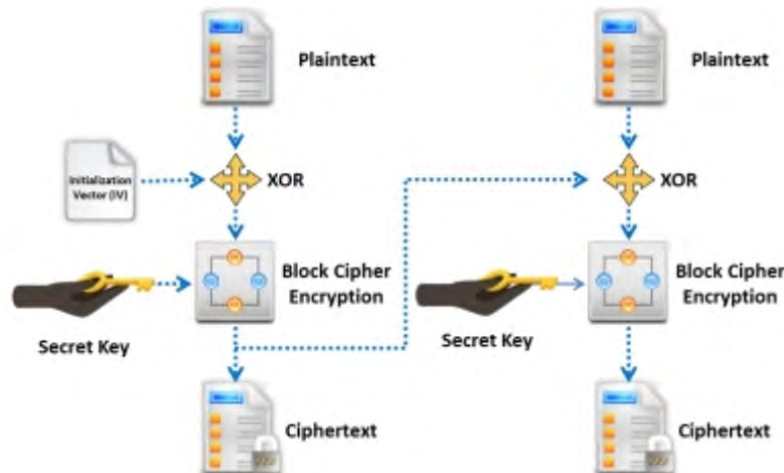 Plaintext
Plaintext
Initialization
Vector (IV)
XOR
XOR
Block Cipher
Encryption
Block Cipher
Encryption
Secret Key
Secret Key
Ciphertext
Ciphertext